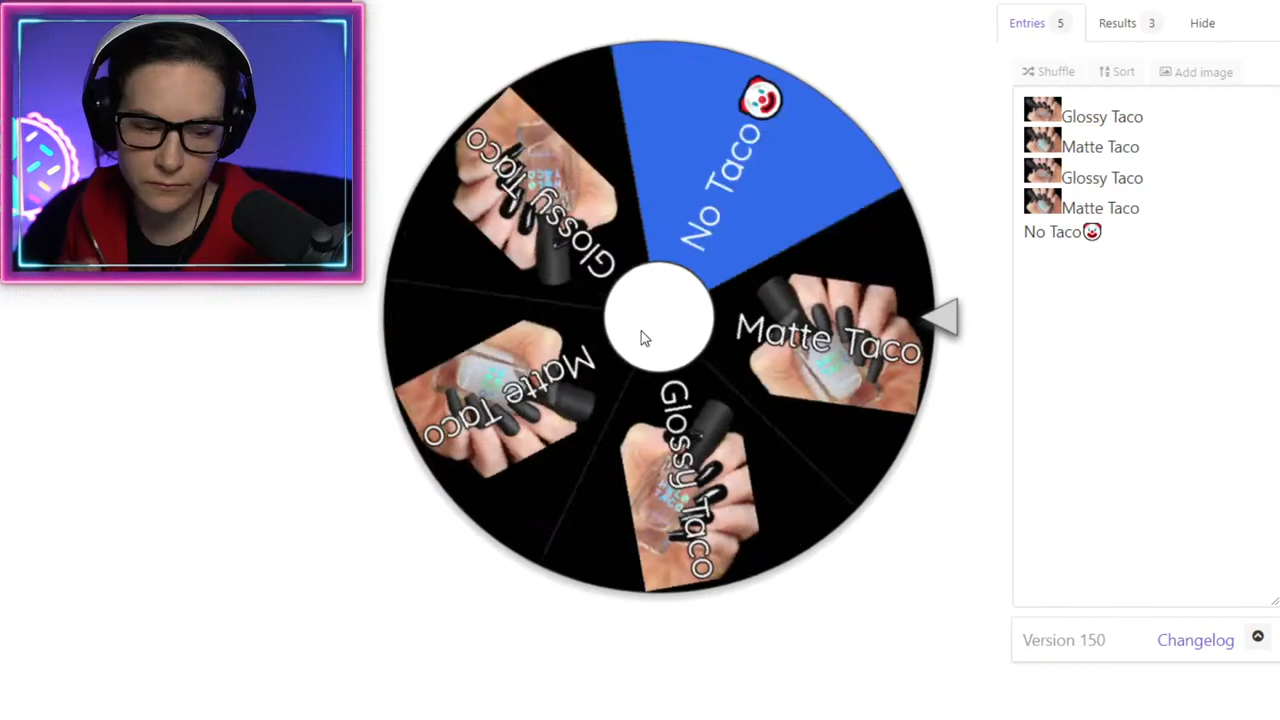 Entries 5
Results 3
Hide
Shuffle
Sort
Add image
Glossy Taco
Matte Taco
Glossy Taco
Matte Taco
No Taco🤡
No Taco🤡
Glossy Taco
Matte Taco
Matte Taco
Glossy Taco
Version 150
Changelog